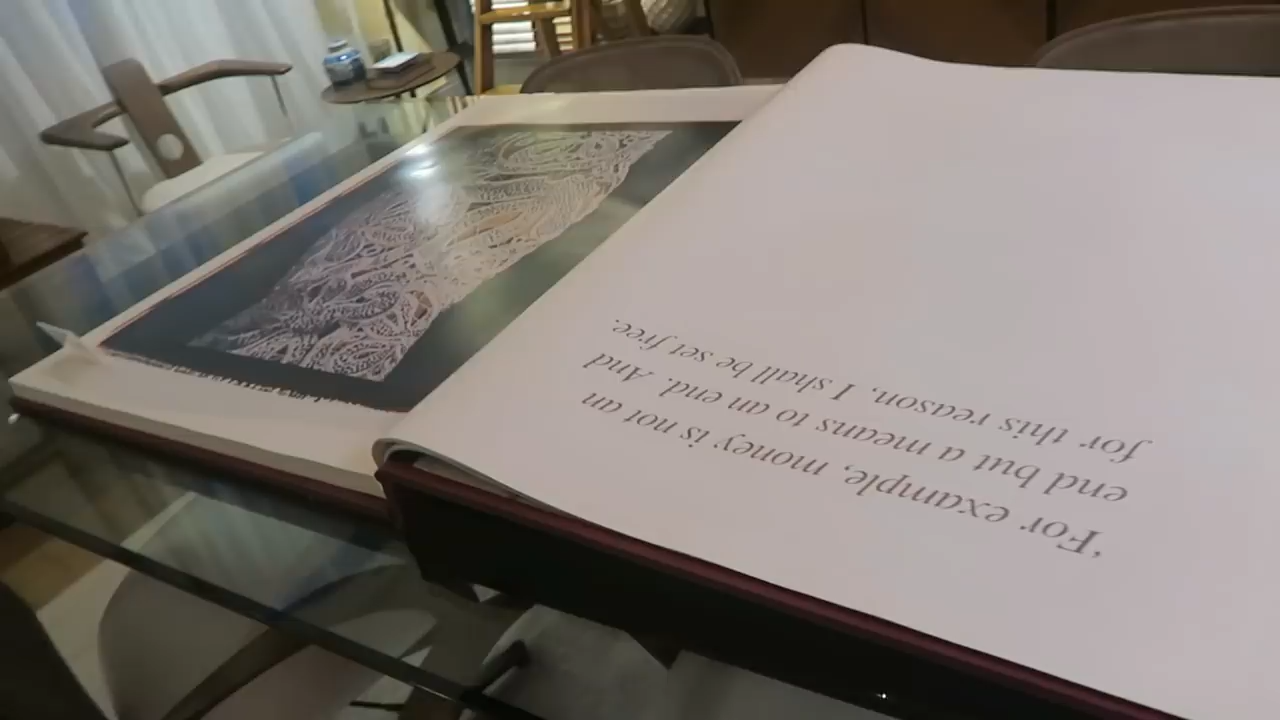 ‘For example, money is not an
end but a means to an end. And
for this reason, I shall be set free.